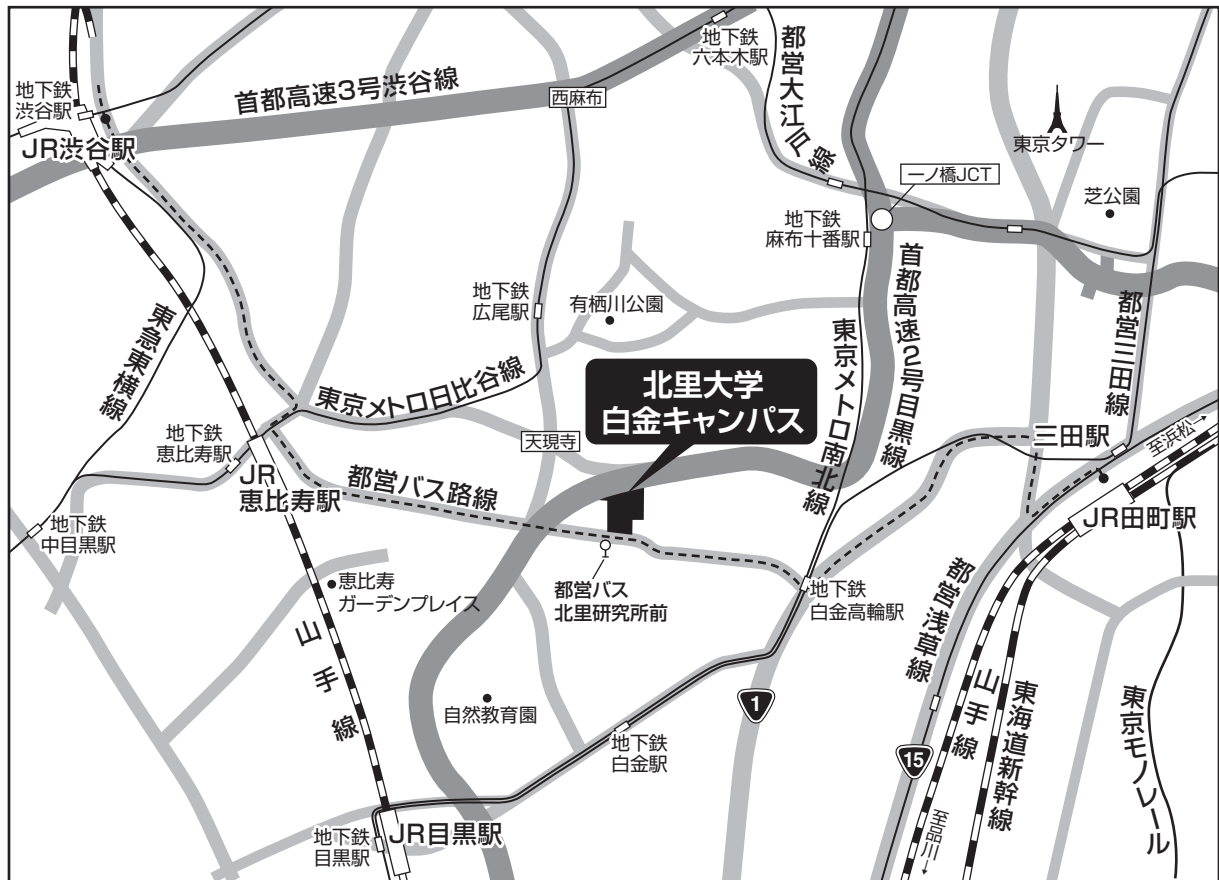 地下鉄
六本木駅
都営大江戸線
地下鉄
渋谷駅
首都高速3号渋谷線
西麻布
JR渋谷駅
東京タワー
一ノ橋JCT
芝公園
地下鉄
麻布十番駅
首都高速2号目黒線
地下鉄
広尾駅
有栖川公園
東急東横線
東京メトロ南北線
都営三田線
北里大学
白金キャンパス
東京メトロ日比谷線
地下鉄
恵比寿駅
天現寺
三田駅
至浜松→
JR
恵比寿駅
都営バス路線
JR田町駅
地下鉄
中目黒駅
恵比寿
ガーデンプレイス
都営バス
北里研究所前
地下鉄
白金高輪駅
都営浅草線
山手線
自然教育園
1
山手線
東海道新幹線
東京モノレール
地下鉄
白金駅
15
至品川→
地下鉄
目黒駅
JR目黒駅